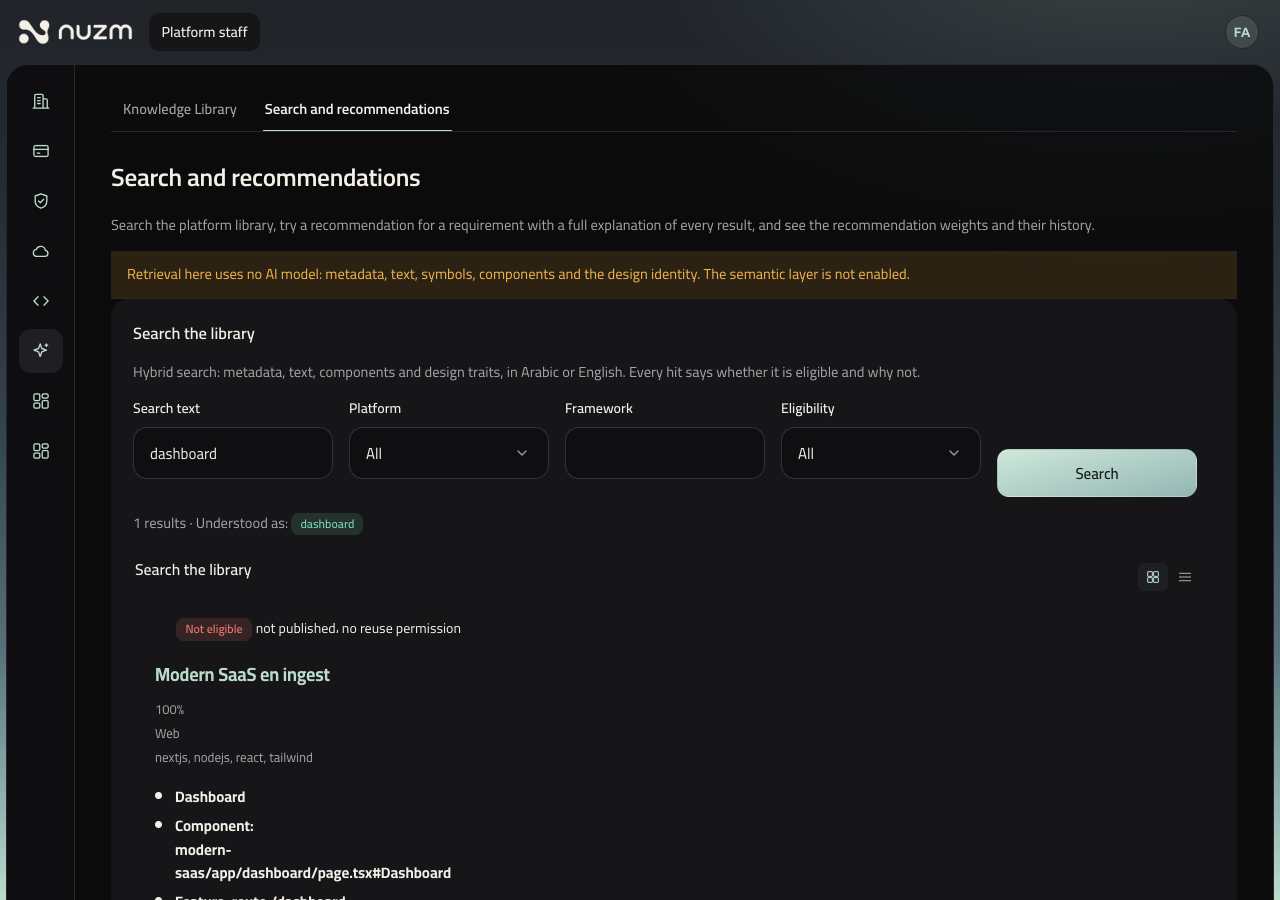 nuzm
Platform staff
FA
Knowledge Library
Search and recommendations
Search and recommendations
Search the platform library, try a recommendation for a requirement with a full explanation of every result, and see the recommendation weights and their history.
Retrieval here uses no AI model: metadata, text, symbols, components and the design identity. The semantic layer is not enabled.
Search the library
Hybrid search: metadata, text, components and design traits, in Arabic or English. Every hit says whether it is eligible and why not.
Search text
Platform
Framework
Eligibility
dashboard
All
All
Search
1 results · Understood as: dashboard
Search the library
Not eligible not published، no reuse permission
Modern SaaS en ingest
100%
Web
nextjs, nodejs, react, tailwind
Dashboard
Component:
modern-
saas/app/dashboard/page.tsx#Dashboard